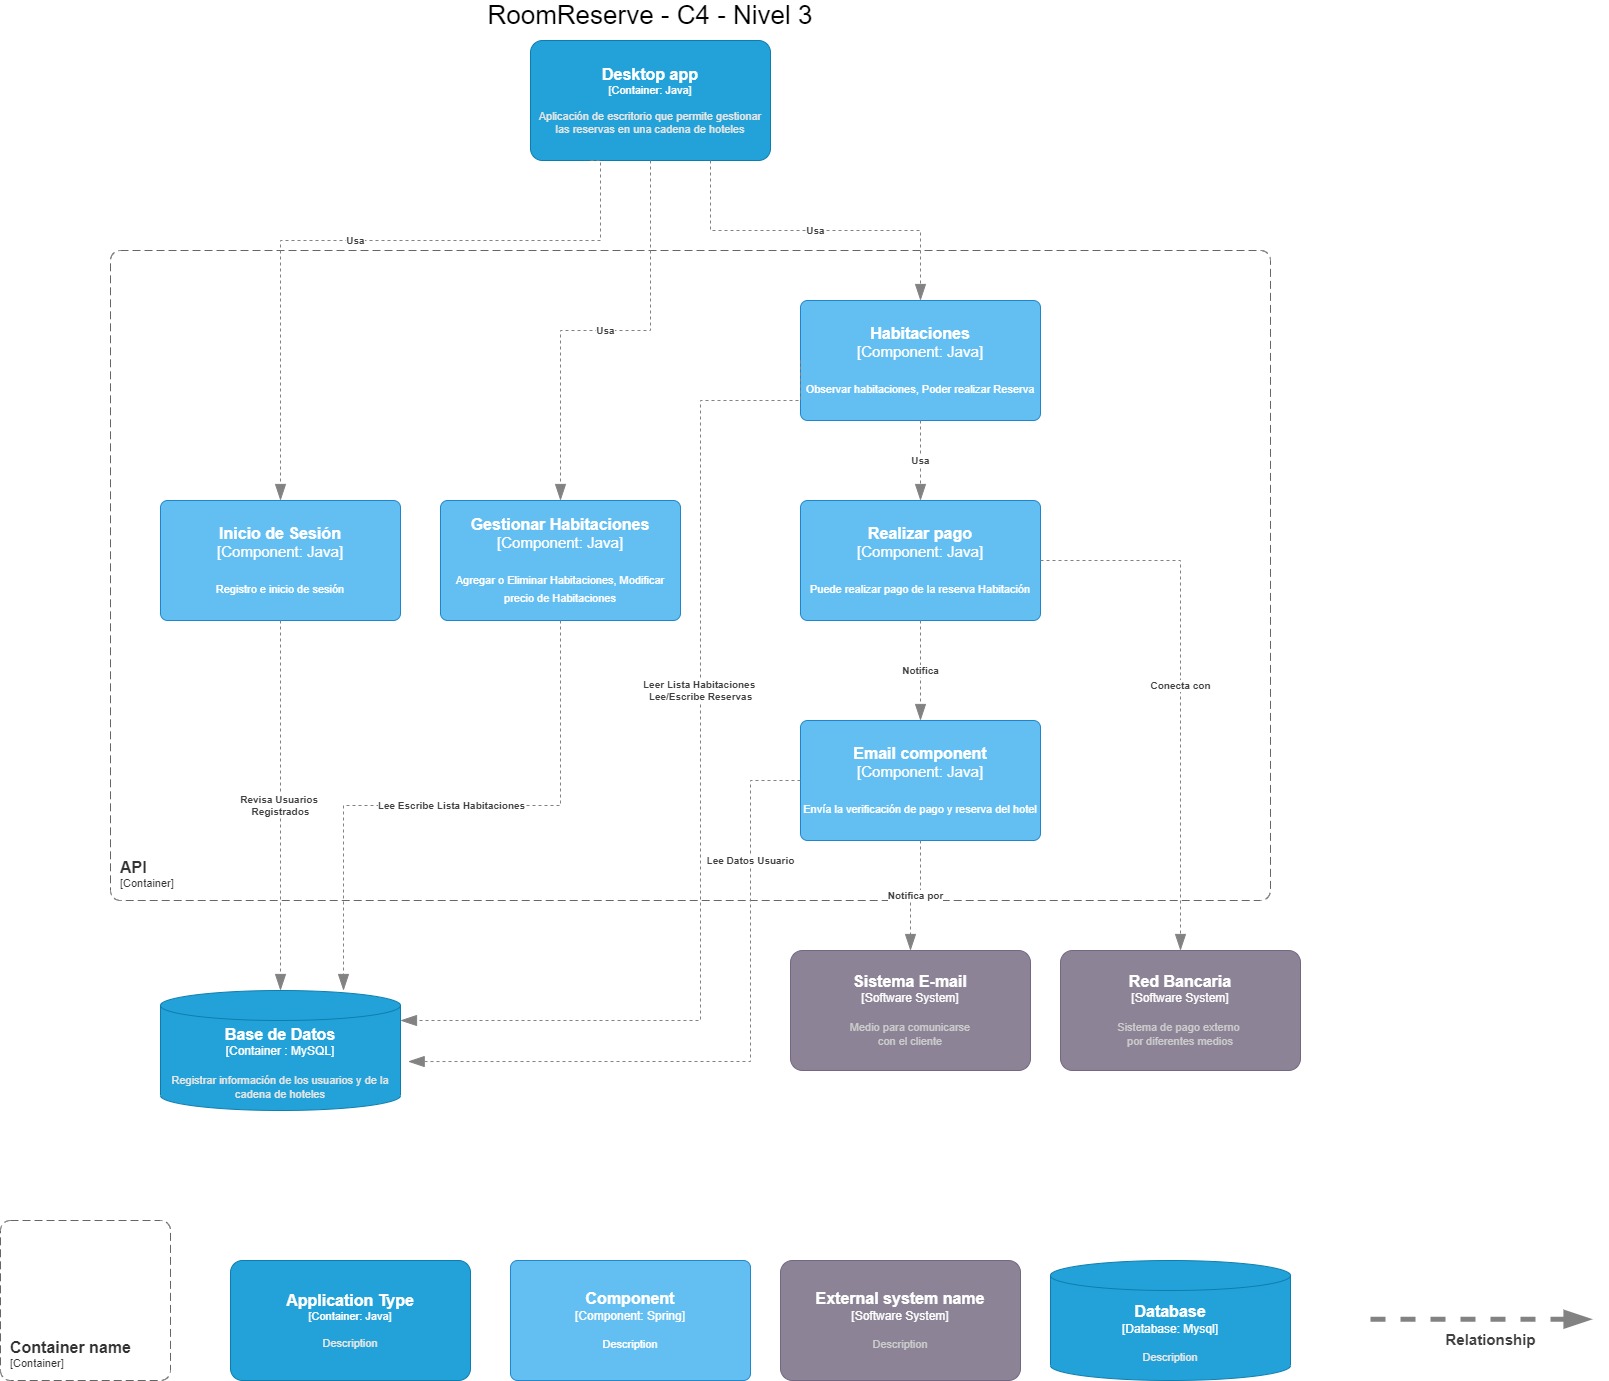 RoomReserve - C4 - Nivel 3
Desktop app
[Container: Java]
Aplicación de escritorio que permite gestionar
las reservas en una cadena de hoteles
Usa
Usa
Usa
Habitaciones
[Component: Java]
Observar habitaciones, Poder realizar Reserva
Usa
Inicio de Sesión
[Component: Java]
Registro e inicio de sesión
Gestionar Habitaciones
[Component: Java]
Agregar o Eliminar Habitaciones, Modificar
precio de Habitaciones
Realizar pago
[Component: Java]
Puede realizar pago de la reserva Habitación
Notifica
Leer Lista Habitaciones
Lee/Escribe Reservas
Conecta con
Email component
[Component: Java]
Envía la verificación de pago y reserva del hotel
Revisa Usuarios
Registrados
Lee Escribe Lista Habitaciones
Lee Datos Usuario
API
[Container]
Notifica por
Sistema E-mail
[Software System]
Medio para comunicarse
con el cliente
Red Bancaria
[Software System]
Sistema de pago externo
por diferentes medios
Base de Datos
[Container : MySQL]
Registrar información de los usuarios y de la
cadena de hoteles
Container name
[Container]
Application Type
[Container: Java]
Description
Component
[Component: Spring]
Description
External system name
[Software System]
Description
Database
[Database: Mysql]
Description
Relationship